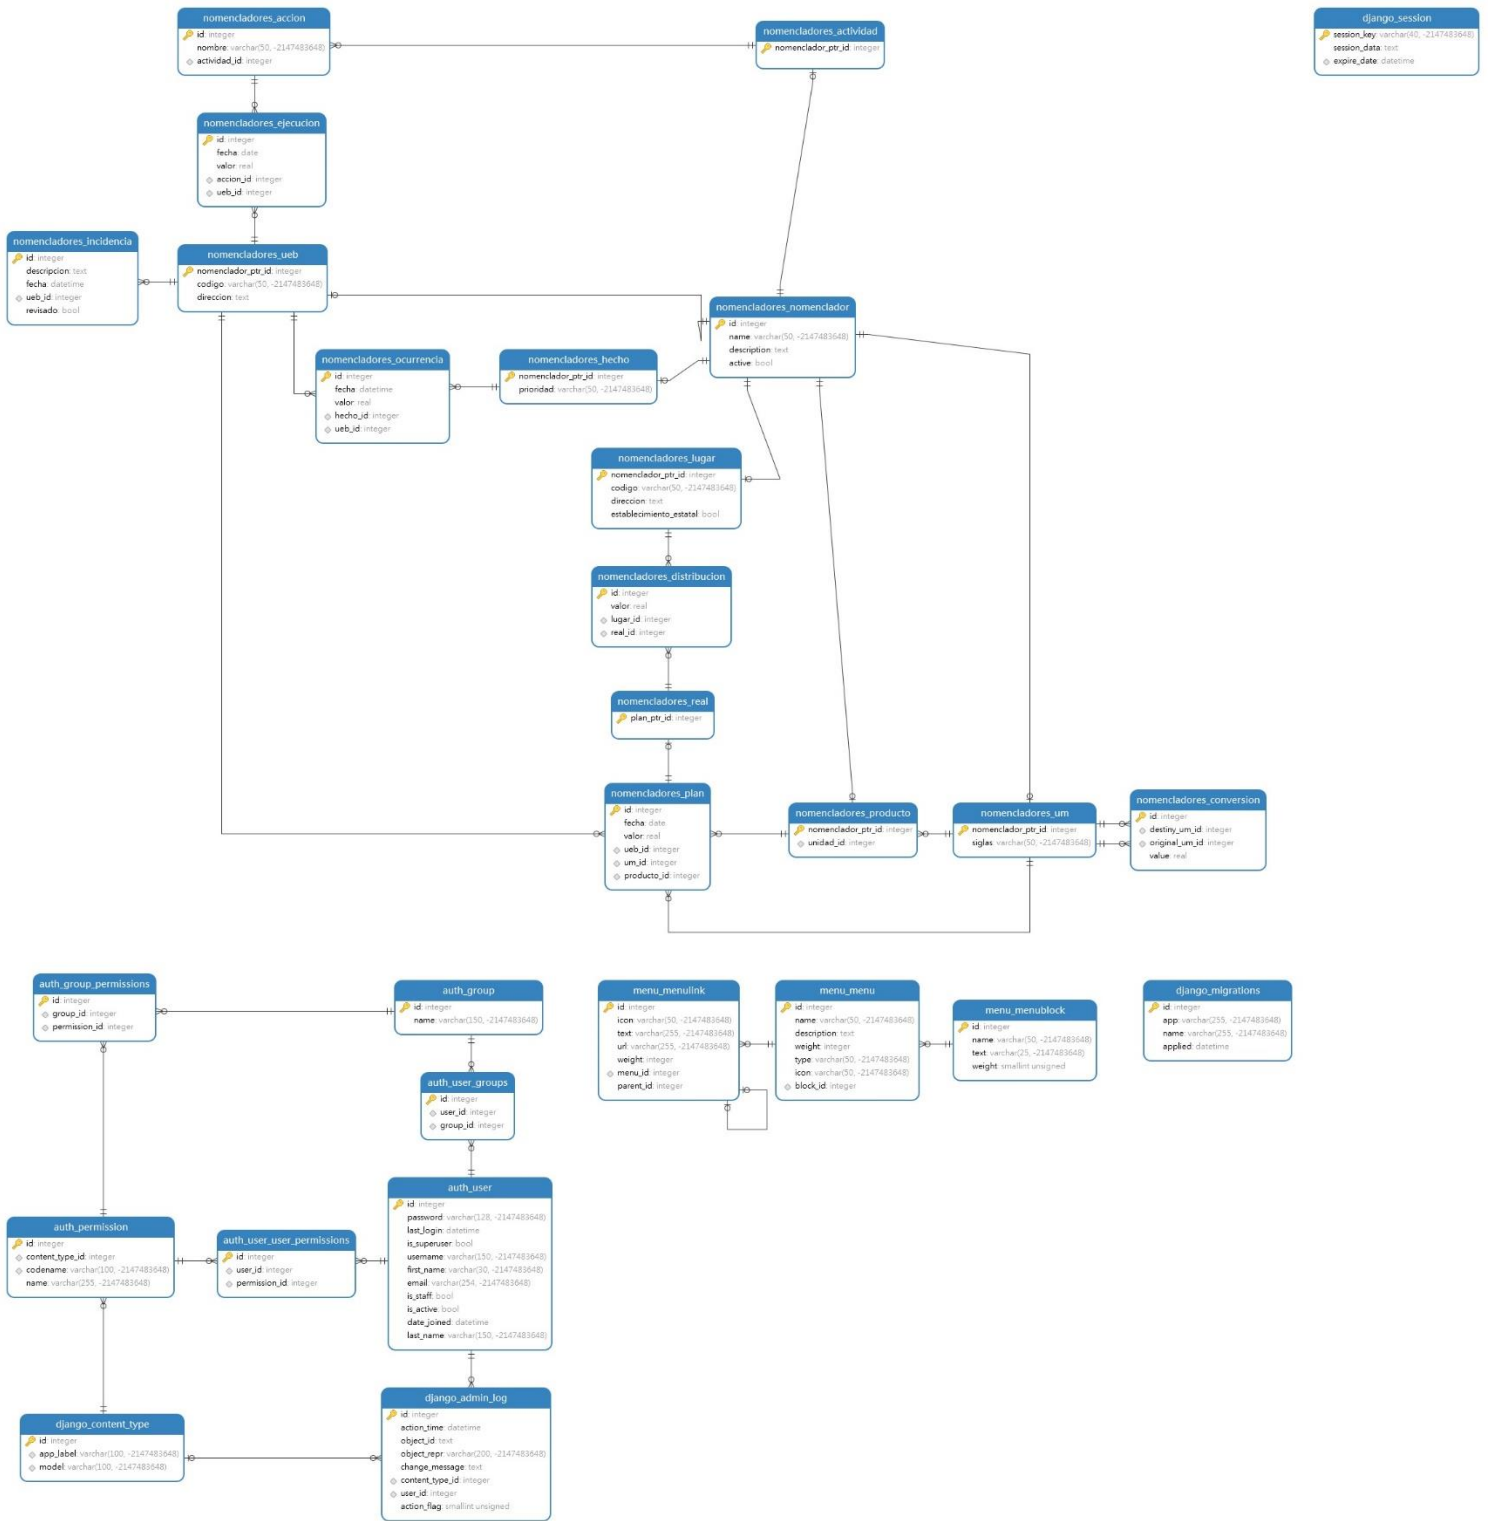 nomencladores_accion
id: integer
nombre: varchar(50, -2147483648)
actividad_id: integer
nomencladores_actividad
nomenclador_ptr_id: integer
django_session
session_key: varchar(40, -2147483648)
session_data: text
expire_date: datetime
nomencladores_ejecucion
id: integer
fecha: date
valor: real
accion_id: integer
ueb_id: integer
nomencladores_incidencia
id: integer
descripcion: text
fecha: datetime
ueb_id: integer
revisado: bool
nomencladores_ueb
nomenclador_ptr_id: integer
codigo: varchar(50, -2147483648)
direccion: text
nomencladores_nomenclador
id: integer
name: varchar(50, -2147483648)
description: text
active: bool
nomencladores_ocurrencia
id: integer
fecha: datetime
valor: real
hecho_id: integer
ueb_id: integer
nomencladores_hecho
nomenclador_ptr_id: integer
prioridad: varchar(50, -2147483648)
nomencladores_lugar
nomenclador_ptr_id: integer
codigo: varchar(50, -2147483648)
direccion: text
establecimiento_estatal: bool
nomencladores_distribucion
id: integer
valor: real
lugar_id: integer
real_id: integer
nomencladores_real
plan_ptr_id: integer
nomencladores_plan
id: integer
fecha: date
valor: real
ueb_id: integer
um_id: integer
producto_id: integer
nomencladores_producto
nomenclador_ptr_id: integer
unidad_id: integer
nomencladores_um
nomenclador_ptr_id: integer
siglas: varchar(50, -2147483648)
nomencladores_conversion
id: integer
destiny_um_id: integer
original_um_id: integer
value: real
auth_group_permissions
id: integer
group_id: integer
permission_id: integer
auth_group
id: integer
name: varchar(150, -2147483648)
menu_menulink
id: integer
icon: varchar(50, -2147483648)
text: varchar(255, -2147483648)
url: varchar(255, -2147483648)
weight: integer
menu_id: integer
parent_id: integer
menu_menu
id: integer
name: varchar(50, -2147483648)
description: text
weight: integer
type: varchar(50, -2147483648)
icon: varchar(50, -2147483648)
block_id: integer
menu_menublock
id: integer
name: varchar(50, -2147483648)
text: varchar(25, -2147483648)
weight: smallint unsigned
django_migrations
id: integer
app: varchar(255, -2147483648)
name: varchar(255, -2147483648)
applied: datetime
auth_user_groups
id: integer
user_id: integer
group_id: integer
auth_user
id: integer
password: varchar(128, -2147483648)
last_login: datetime
is_superuser: bool
username: varchar(150, -2147483648)
first_name: varchar(30, -2147483648)
email: varchar(254, -2147483648)
is_staff: bool
is_active: bool
date_joined: datetime
last_name: varchar(150, -2147483648)
auth_permission
id: integer
content_type_id: integer
codename: varchar(100, -2147483648)
name: varchar(255, -2147483648)
auth_user_user_permissions
id: integer
user_id: integer
permission_id: integer
django_content_type
id: integer
app_label: varchar(100, -2147483648)
model: varchar(100, -2147483648)
django_admin_log
id: integer
action_time: datetime
object_id: text
object_repr: varchar(200, -2147483648)
change_message: text
content_type_id: integer
user_id: integer
action_flag: smallint unsigned